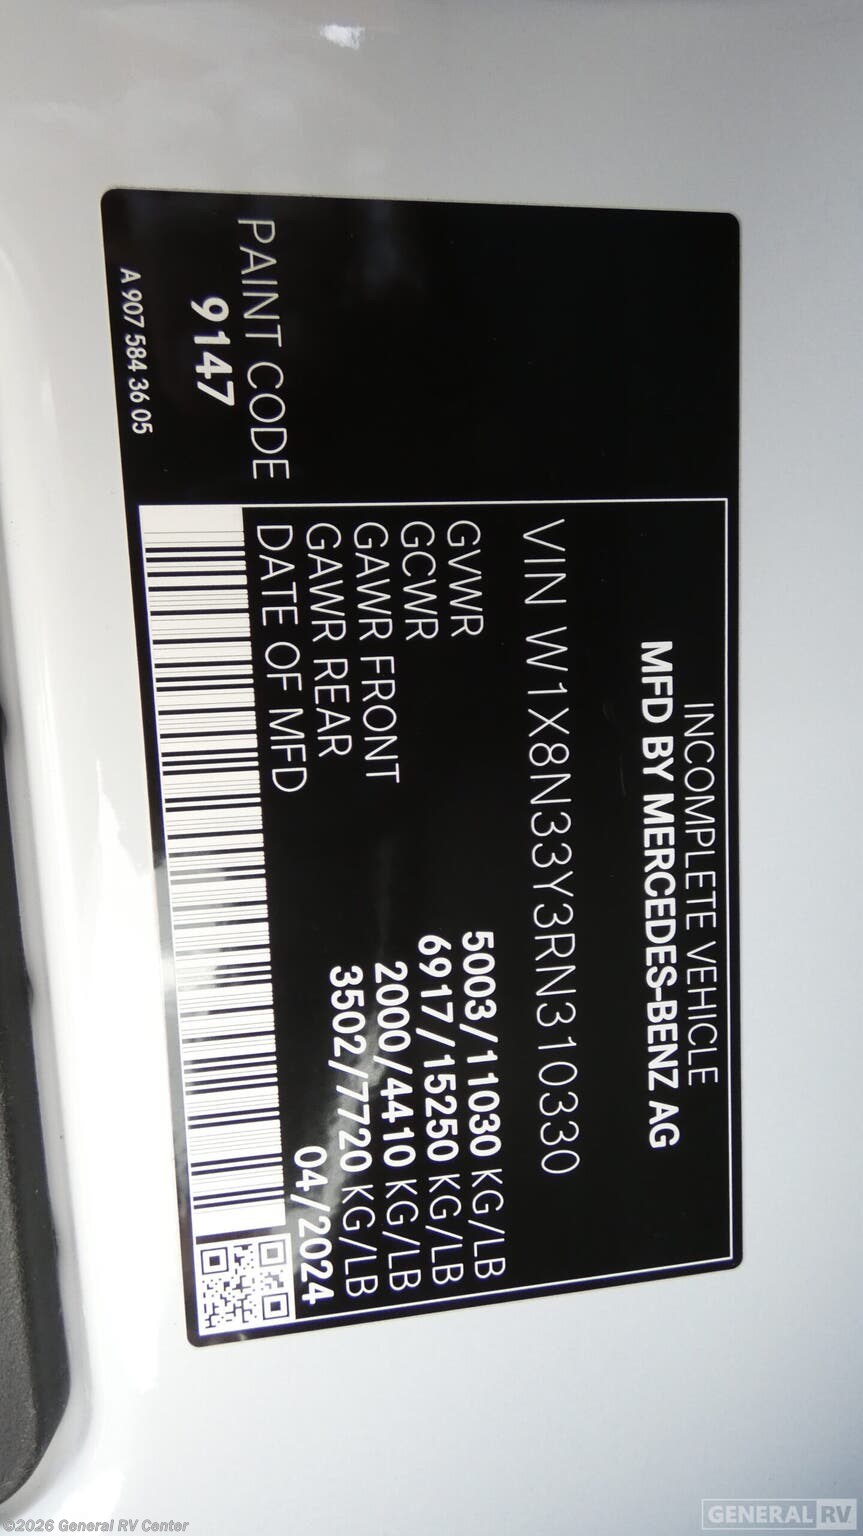 INCOMPLETE VEHICLE
MFD BY MERCEDES-BENZ AG
VIN W1X8N33Y3RN310330
GVWR 5003/11030 KG/LB
GCWR 6917/15250 KG/LB
GAWR FRONT 2000/4410 KG/LB
GAWR REAR 3502/7720 KG/LB
DATE OF MFD 04/2024
PAINT CODE
9147
A 907 584 36 05
©2026 General RV Center
GENERAL RV